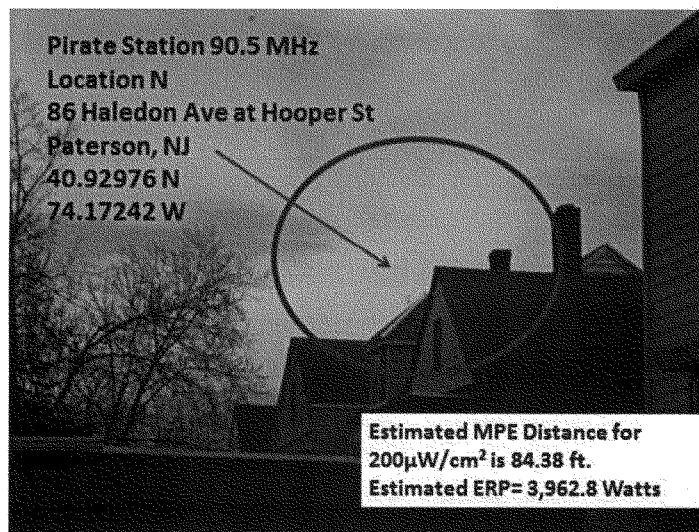 Pirate Station 90.5 MHz
Location N
86 Haledon Ave at Hooper St
Paterson, NJ
40.92976 N
74.17242 W
Estimated MPE Distance for
200µW/cm² is 84.38 ft.
Estimated ERP= 3,962.8 Watts